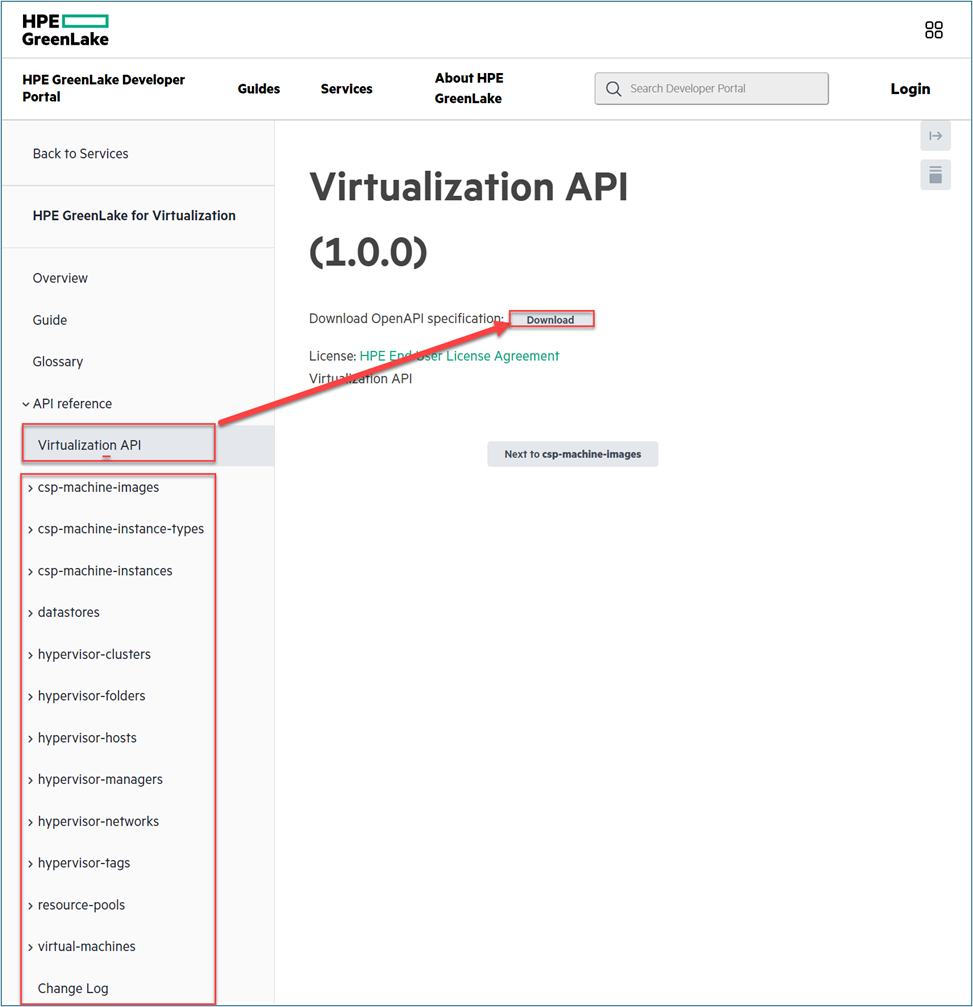 HPE
GreenLake
HPE GreenLake Developer
Portal
Guides
Services
About HPE
GreenLake
Search Developer Portal
Login
Back to Services
HPE GreenLake for Virtualization
Overview
Guide
Glossary
API reference
Virtualization API
csp-machine-images
csp-machine-instance-types
csp-machine-instances
datastores
hypervisor-clusters
hypervisor-folders
hypervisor-hosts
hypervisor-managers
hypervisor-networks
hypervisor-tags
resource-pools
virtual-machines
Change Log
Virtualization API
(1.0.0)
Download OpenAPI specification: Download
License: HPE End User License Agreement
Virtualization API
Next to csp-machine-images